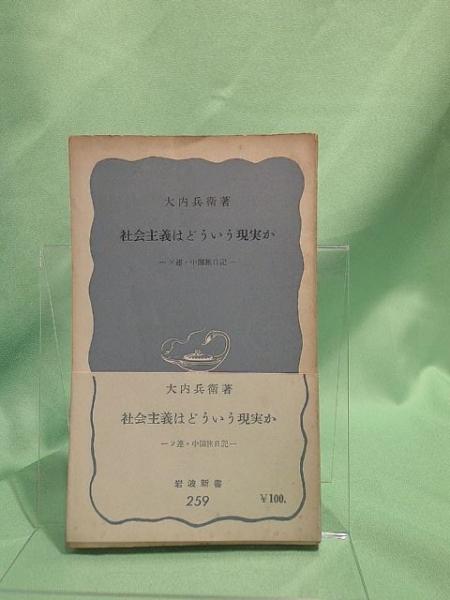 大内兵衛著
社会主義はどういう現実か
―ソ連・中国旅日記―
大内兵衛著
社会主義はどういう現実か
―ソ連・中国旅日記―
岩波新書
259
￥100.